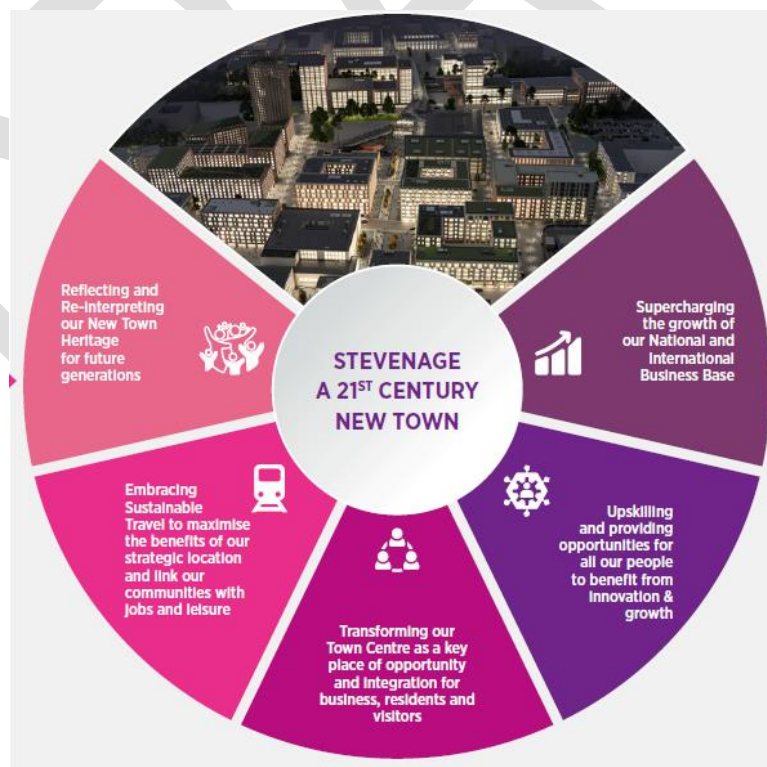 Reflecting and
Re-interpreting
our New Town
Heritage
for future
generations
Supercharging
the growth of
our National and
International
Business Base
STEVENAGE
A 21ST CENTURY
NEW TOWN
Embracing
Sustainable
Travel to maximise
the benefits of our
strategic location
and link our
communities with
jobs and leisure
Upskilling
and providing
opportunities for
all our people
to benefit from
innovation &
growth
Transforming our
Town Centre as a key
place of opportunity
and integration for
business, residents and
visitors